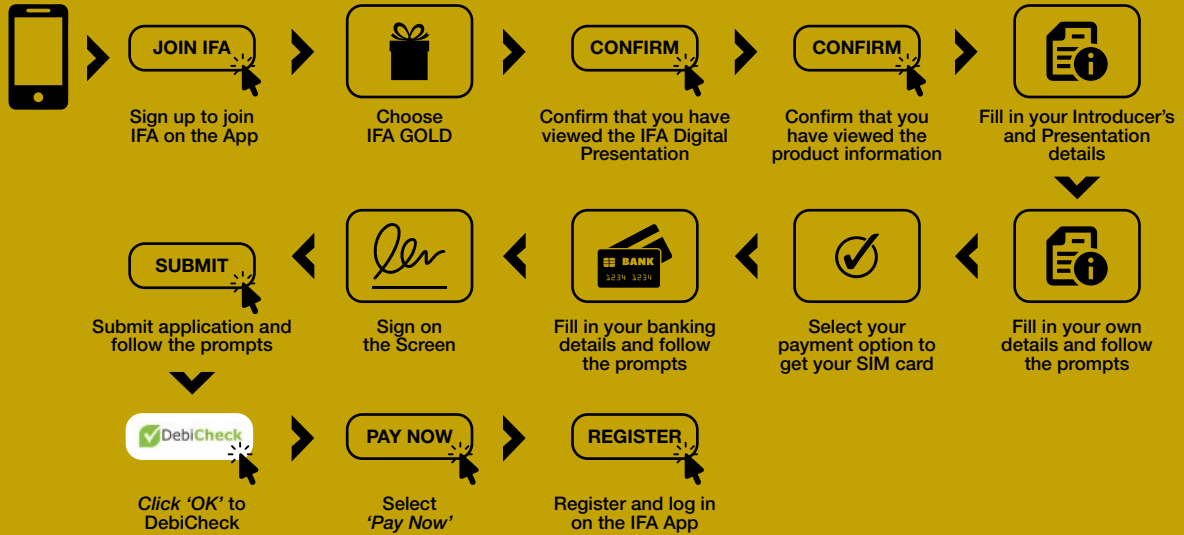 JOIN IFA
Sign up to join
IFA on the App
Choose
IFA GOLD
CONFIRM
Confirm that you have
viewed the IFA Digital
Presentation
CONFIRM
Confirm that you
have viewed the
product information
Fill in your Introducer's
and Presentation
details
Fill in your own
details and follow
the prompts
Select your
payment option to
get your SIM card
BANK
1234 1234
Fill in your banking
details and follow
the prompts
Sign on
the Screen
SUBMIT
Submit application and
follow the prompts
DebiCheck
Click 'OK' to
DebiCheck
PAY NOW
Select
'Pay Now'
REGISTER
Register and log in
on the IFA App